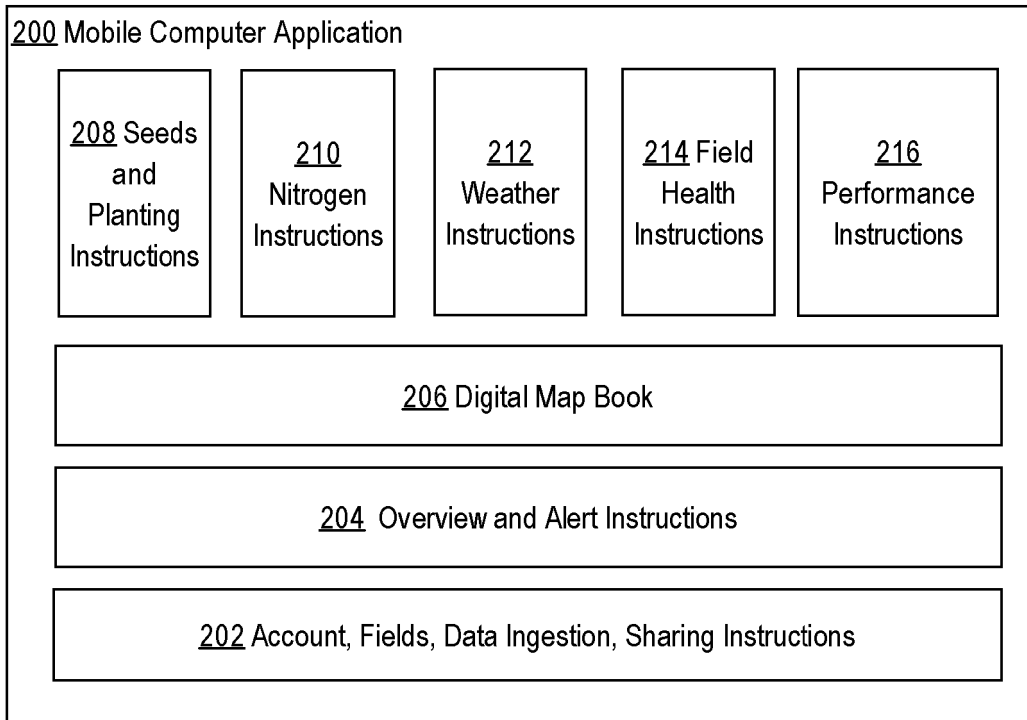 200 Mobile Computer Application
208 Seeds
and
Planting
Instructions
210
Nitrogen
Instructions
212
Weather
Instructions
214 Field
Health
Instructions
216
Performance
Instructions
206 Digital Map Book
204 Overview and Alert Instructions
202 Account, Fields, Data Ingestion, Sharing Instructions